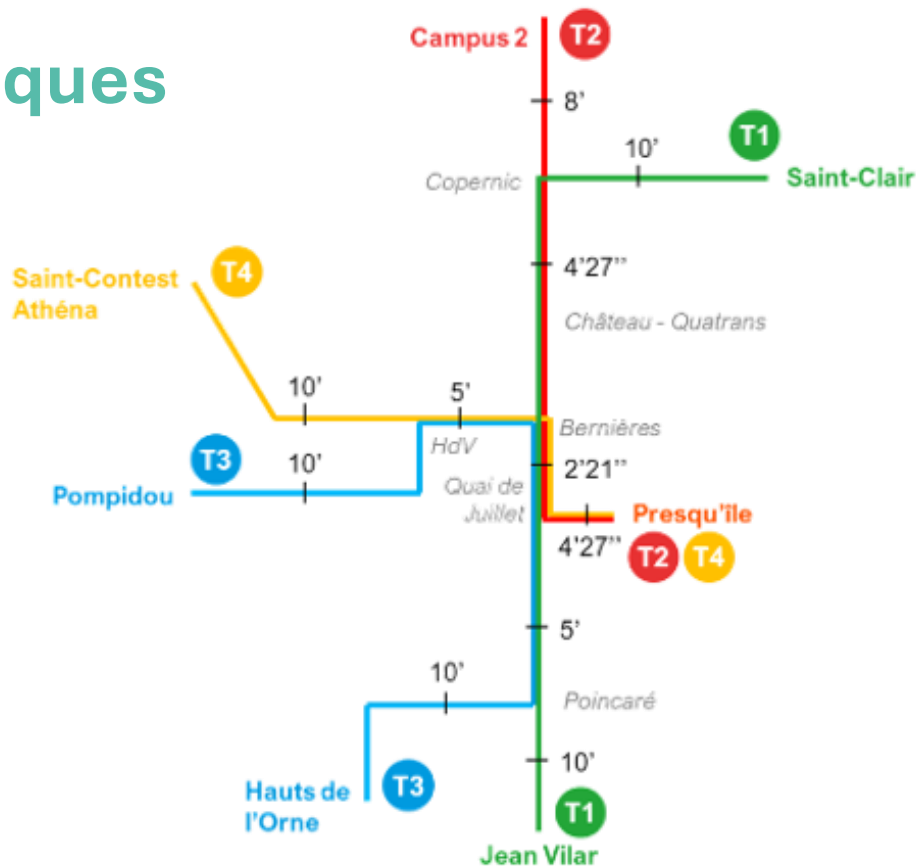 ques
Campus 2
T2
8’
T1
10’
Copernic
Saint-Clair
4’27’’
T4
Saint-Contest
Athéna
Château - Quatrans
10’
5’
Bernières
HdV
T3
10’
2’21’’
Pompidou
Quai de
Juillet
Presqu’île
4’27’’
T2 T4
5’
10’
Poincaré
10’
Hauts de
l’Orne
T3
T1
Jean Vilar